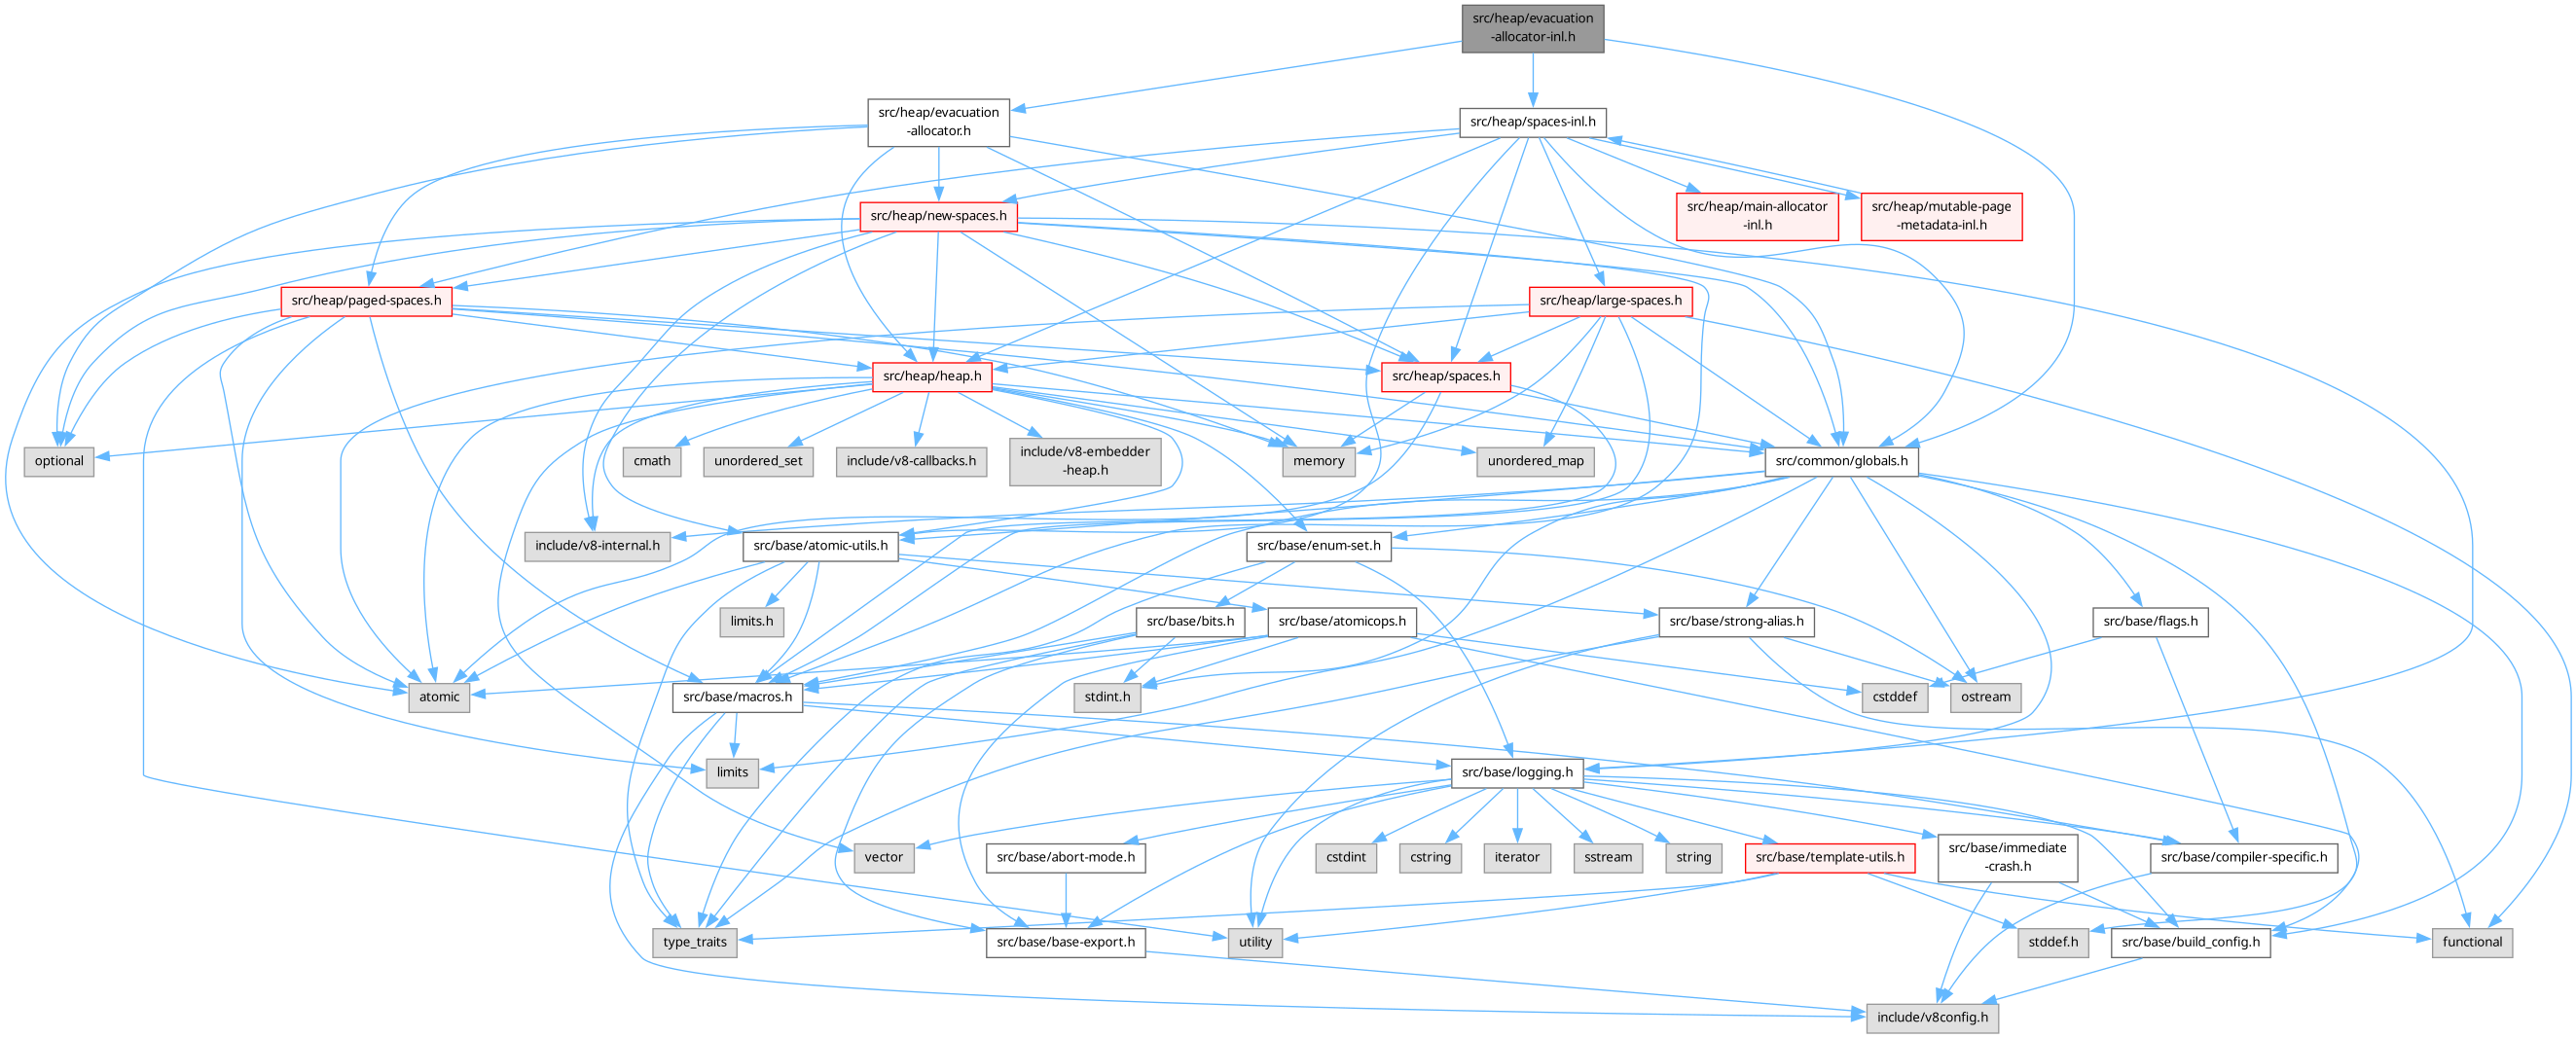 src/heap/evacuation
-allocator-inl.h
src/heap/evacuation
-allocator.h
src/heap/spaces-inl.h
src/heap/new-spaces.h
src/heap/main-allocator
-inl.h
src/heap/mutable-page
-metadata-inl.h
src/heap/paged-spaces.h
src/heap/large-spaces.h
src/heap/heap.h
src/heap/spaces.h
optional
cmath
unordered_set
include/v8-callbacks.h
include/v8-embedder
-heap.h
memory
unordered_map
src/common/globals.h
include/v8-internal.h
src/base/atomic-utils.h
src/base/enum-set.h
limits.h
src/base/bits.h
src/base/atomicops.h
src/base/strong-alias.h
src/base/flags.h
atomic
src/base/macros.h
stdint.h
cstddef
ostream
limits
src/base/logging.h
vector
src/base/abort-mode.h
cstdint
cstring
iterator
sstream
string
src/base/template-utils.h
src/base/immediate
-crash.h
src/base/compiler-specific.h
type_traits
src/base/base-export.h
utility
stddef.h
src/base/build_config.h
functional
include/v8config.h